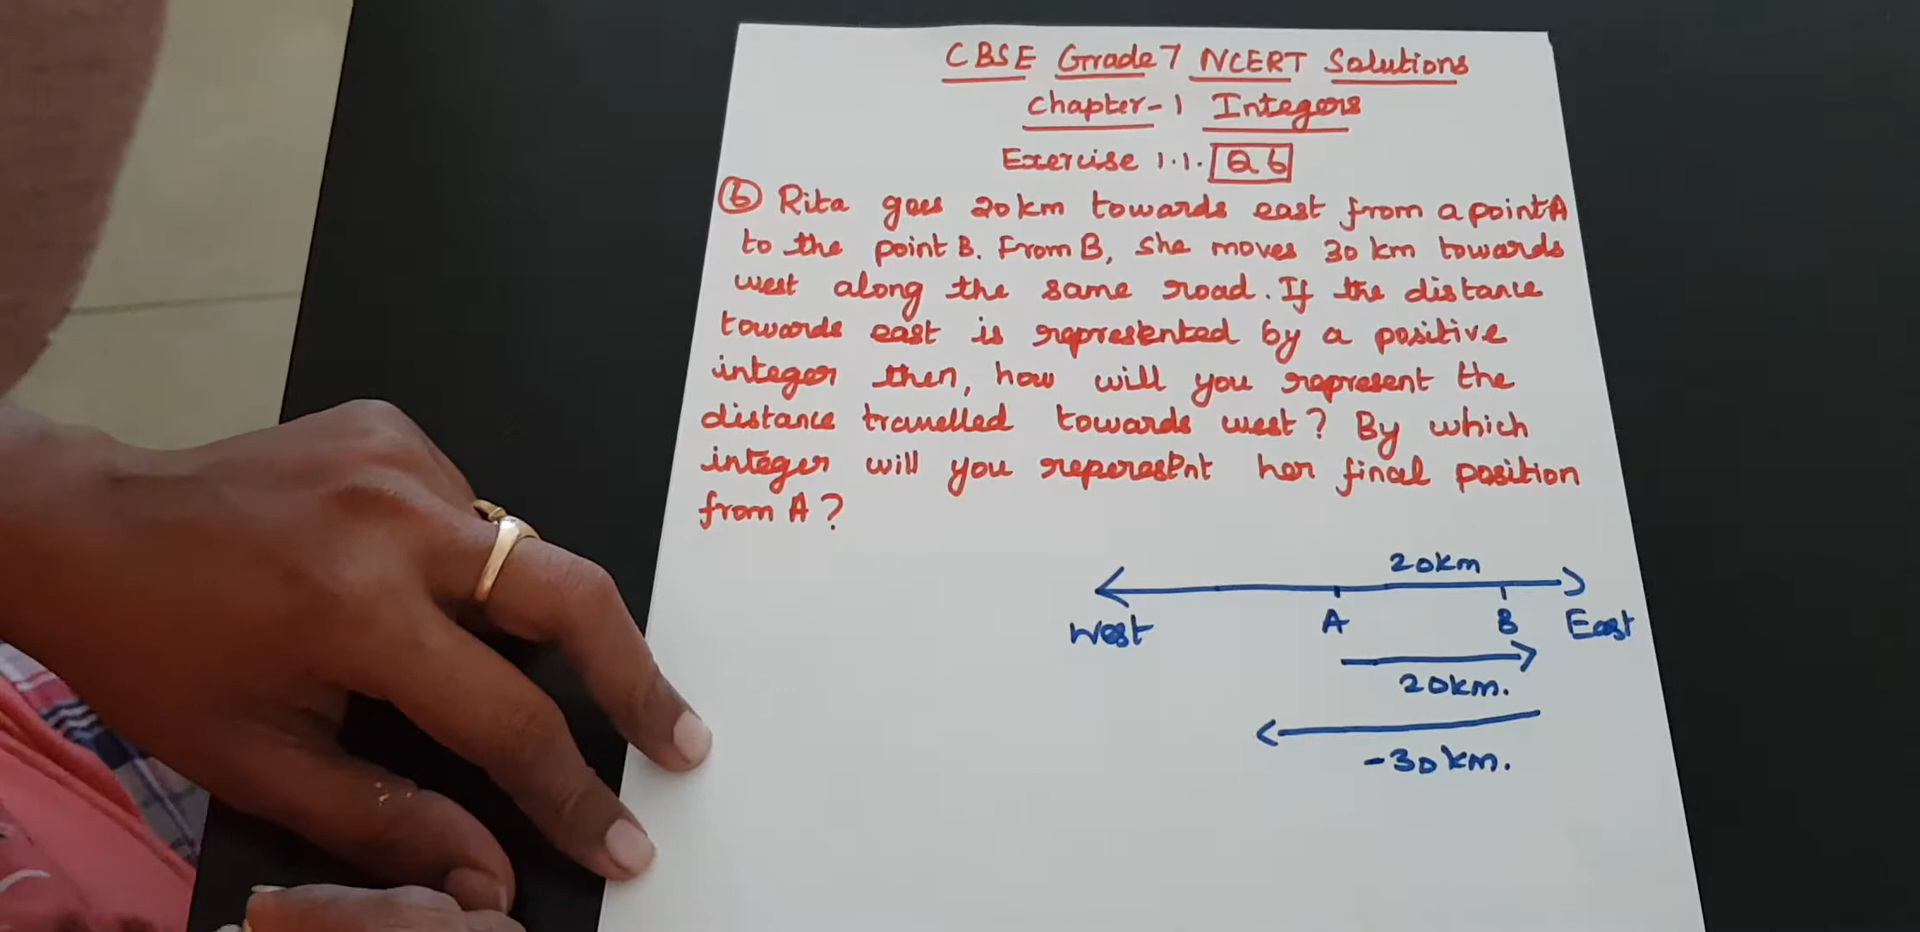 CBSE Grade 7 NCERT Solutions
Chapter-1 Integers
Exercise 1.1. Q6
6 Rita goes 20km towards east from a point A
to the point B. From B, she moves 30 km towards
west along the same road. If the distance
towards east is represented by a positive
integer then, how will you represent the
distance travelled towards west? By which
integer will you reperesent her final position
from A?
20km
West A B East
20km.
-30km.